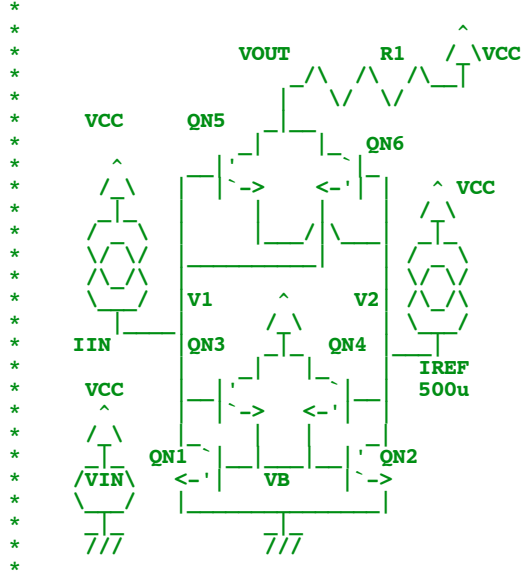 VOUT R1 VCC
VCC QN5
QN6
VCC
V1 V2
IIN QN3 QN4
IREF
VCC 500u
QN1 QN2
VIN VB